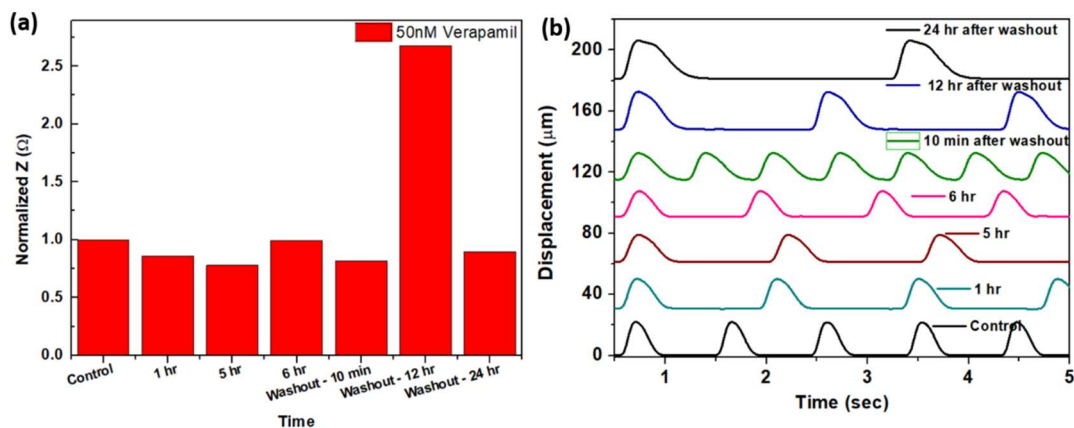 (a)
50nM Verapamil
2.5
2.0
1.5
1.0
0.5
0.0
Normalized Z (Ω)
Control
1 hr
5 hr
6 hr
Washout - 10 min
Washout - 12 hr
Washout - 24 hr
Time
(b)
24 hr after washout
12 hr after washout
10 min after washout
6 hr
5 hr
1 hr
Control
200
160
120
80
40
0
Displacement (μm)
1
2
3
4
5
Time (sec)